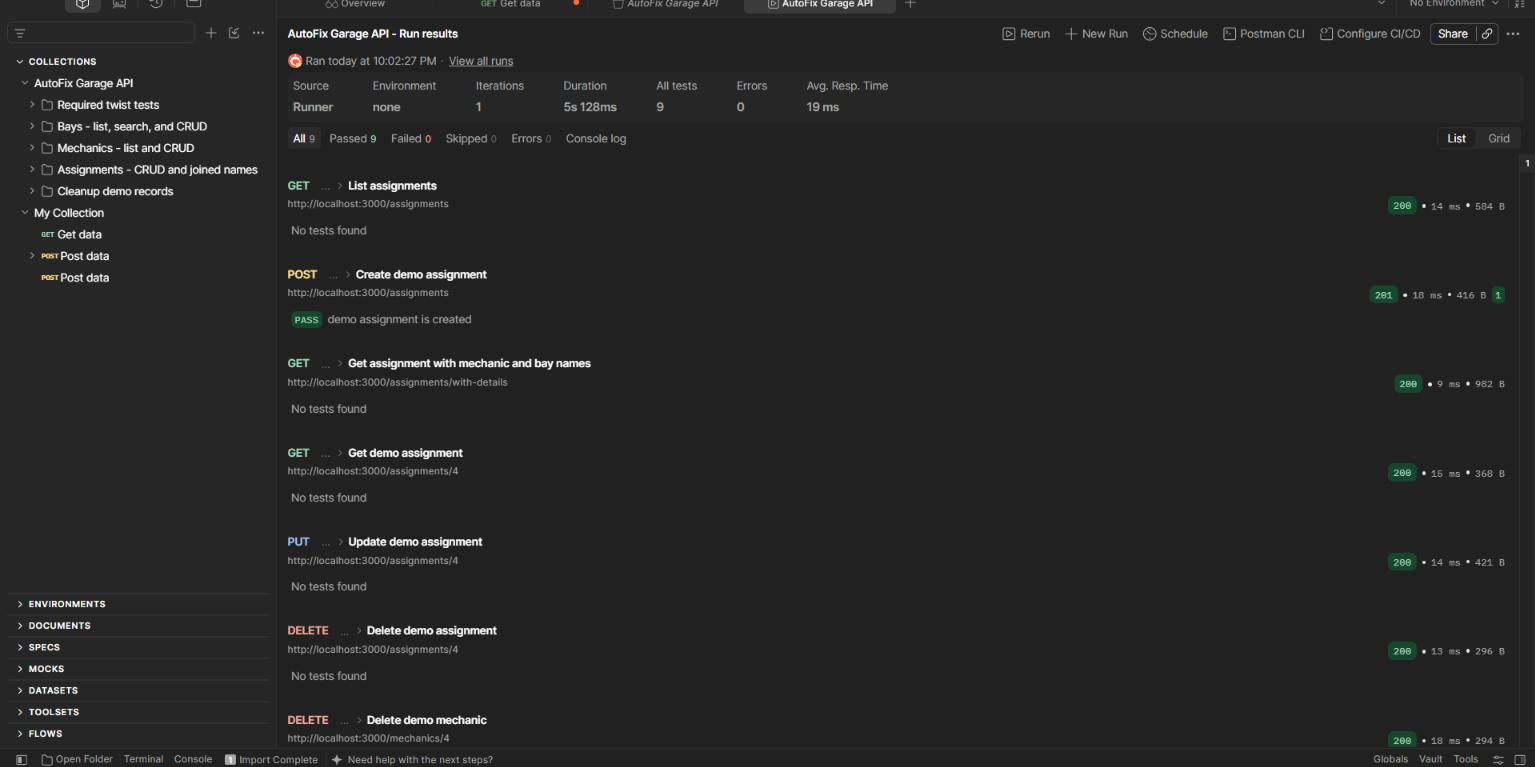 Overview
GET Get data
AutoFix Garage API
AutoFix Garage API
No Environment
COLLECTIONS
AutoFix Garage API
Required twist tests
Bays - list, search, and CRUD
Mechanics - list and CRUD
Assignments - CRUD and joined names
Cleanup demo records
My Collection
GET Get data
POST Post data
POST Post data
ENVIRONMENTS
DOCUMENTS
SPECS
MOCKS
DATASETS
TOOLSETS
FLOWS
AutoFix Garage API - Run results
Rerun
New Run
Schedule
Postman CLI
Configure CI/CD
Share
Ran today at 10:02:27 PM · View all runs
Source Environment Iterations Duration All tests Errors Avg. Resp. Time
Runner none 1 5s 128ms 9 0 19 ms
All 9 Passed 9 Failed 0 Skipped 0 Errors 0 Console log
List Grid
1
GET ... > List assignments
http://localhost:3000/assignments
200 • 14 ms • 584 B
No tests found
POST ... > Create demo assignment
http://localhost:3000/assignments
201 • 18 ms • 416 B 1
PASS demo assignment is created
GET ... > Get assignment with mechanic and bay names
http://localhost:3000/assignments/with-details
200 • 9 ms • 982 B
No tests found
GET ... > Get demo assignment
http://localhost:3000/assignments/4
200 • 15 ms • 368 B
No tests found
PUT ... > Update demo assignment
http://localhost:3000/assignments/4
200 • 14 ms • 421 B
No tests found
DELETE ... > Delete demo assignment
http://localhost:3000/assignments/4
200 • 13 ms • 296 B
No tests found
DELETE ... > Delete demo mechanic
http://localhost:3000/mechanics/4
200 • 18 ms • 294 B
Open Folder Terminal Console 1 Import Complete Need help with the next steps?
Globals Vault Tools